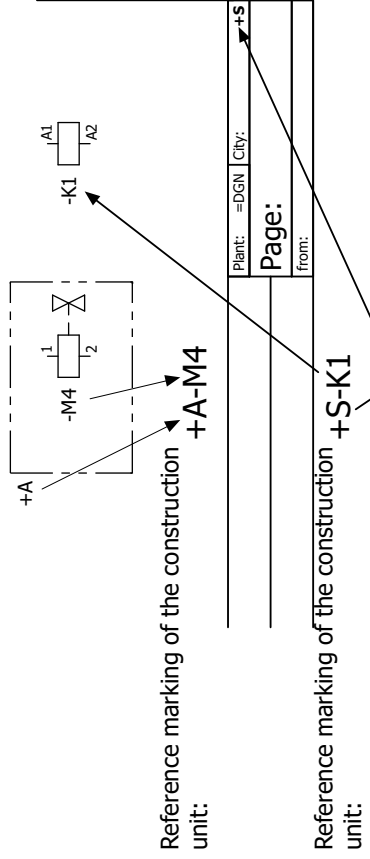 +A
-M4
1
2
-K1
A1
A2
Reference marking of the construction
unit:
+A-M4
Plant: =DGN City: +S
Page:
from:
Reference marking of the construction
unit:
+S-K1